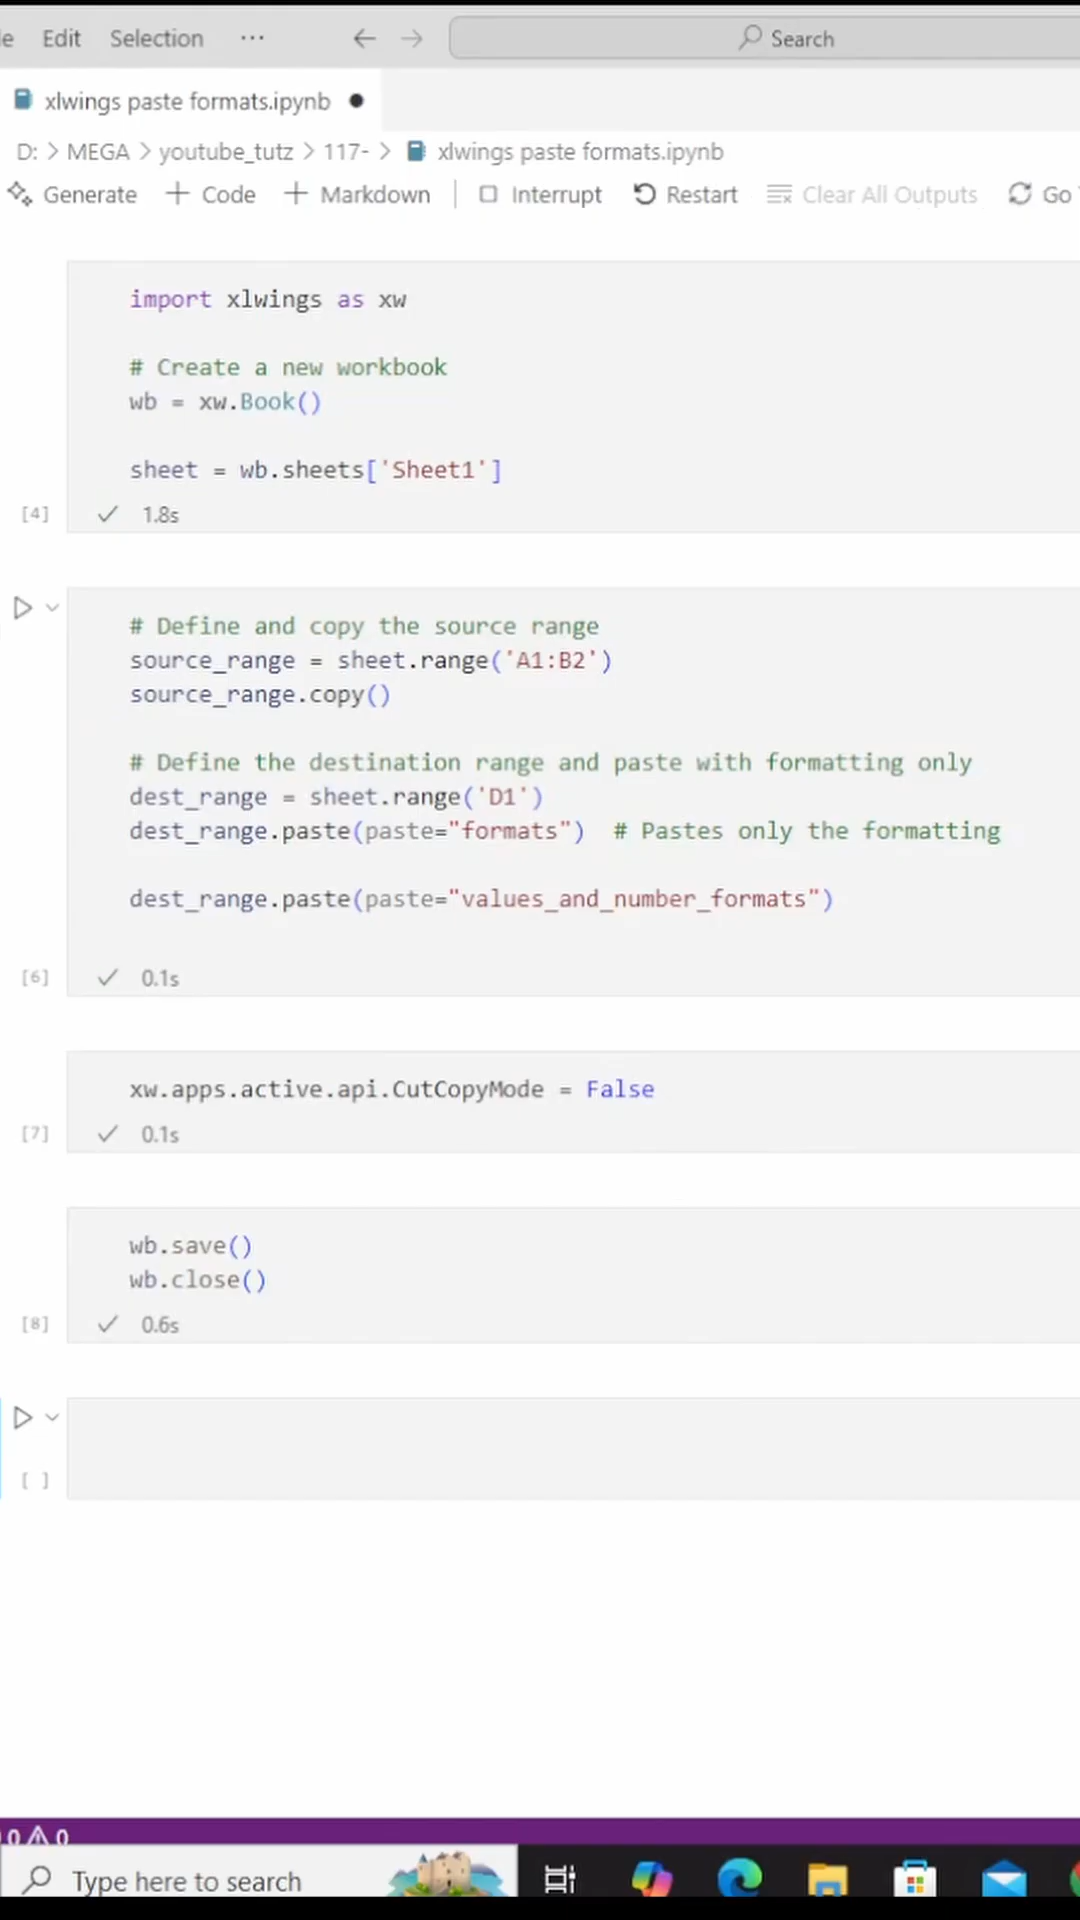 Edit Selection ··· ← → Search
xlwings paste formats.ipynb ●
D: > MEGA > youtube_tutz > 117- > xlwings paste formats.ipynb
Generate + Code + Markdown | Interrupt Restart Clear All Outputs Go
import xlwings as xw
# Create a new workbook
wb = xw.Book()
sheet = wb.sheets['Sheet1']
[4] ✓ 1.8s
# Define and copy the source range
source_range = sheet.range('A1:B2')
source_range.copy()
# Define the destination range and paste with formatting only
dest_range = sheet.range('D1')
dest_range.paste(paste="formats")  # Pastes only the formatting
dest_range.paste(paste="values_and_number_formats")
[6] ✓ 0.1s
xw.apps.active.api.CutCopyMode = False
[7] ✓ 0.1s
wb.save()
wb.close()
[8] ✓ 0.6s
[ ]
0 ⚠ 0
Type here to search